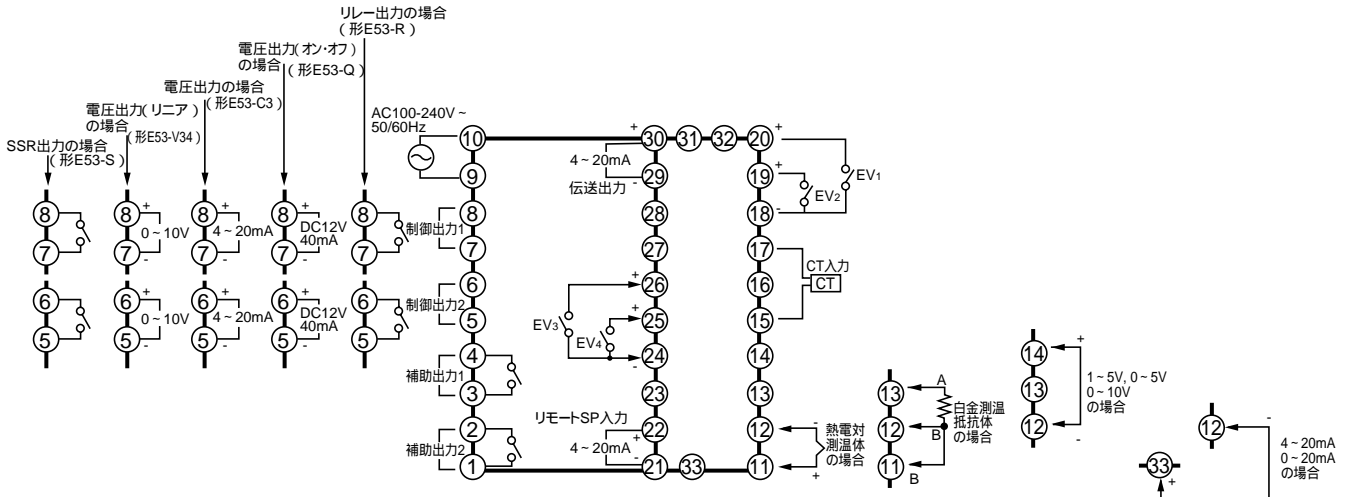 リレー出力の場合
(形E53-R)
電圧出力(オン・オフ)
の場合
(形E53-Q)
電圧出力の場合
(形E53-C3)
電圧出力(リニア)
の場合
(形E53-V34)
SSR出力の場合
(形E53-S)
8
7
6
5
8
+
0~10V
7
-
6
+
0~10V
5
-
8
+
4~20mA
7
-
6
+
4~20mA
5
-
8
+
DC12V
40mA
7
-
6
+
DC12V
40mA
5
-
8
7
6
5
AC100-240V~
50/60Hz
10
9
8
制御出力1
7
6
制御出力2
5
4
補助出力1
3
2
補助出力2
1
+
30
31
32
20
+
4~20mA
29
-
伝送出力
28
27
26
+
25
+
24
-
EV3
EV4
23
リモートSP入力
22
+
4~20mA
21
-
33
19
+
EV1
EV2
18
-
17
CT入力
CT
16
15
14
13
12
-
熱電対
測温体
の場合
11
+
13
A
白金測温
抵抗体
の場合
12
B
11
B
14
+
13
1~5V, 0~5V
0~10V
の場合
12
-
12
-
4~20mA
0~20mA
の場合
33
+